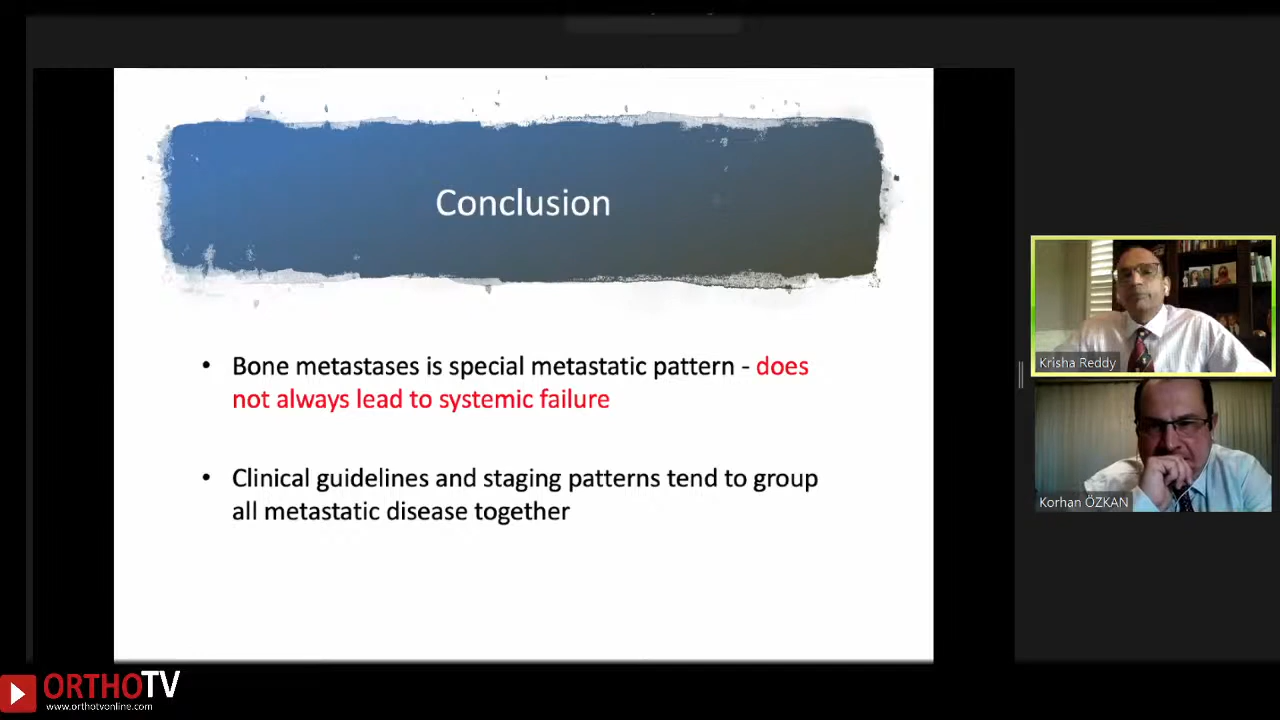 Conclusion
• Bone metastases is special metastatic pattern - does
not always lead to systemic failure
• Clinical guidelines and staging patterns tend to group
all metastatic disease together
Krisha Reddy
Korhan ÖZKAN
ORTHOTV
www.orthotvonline.com